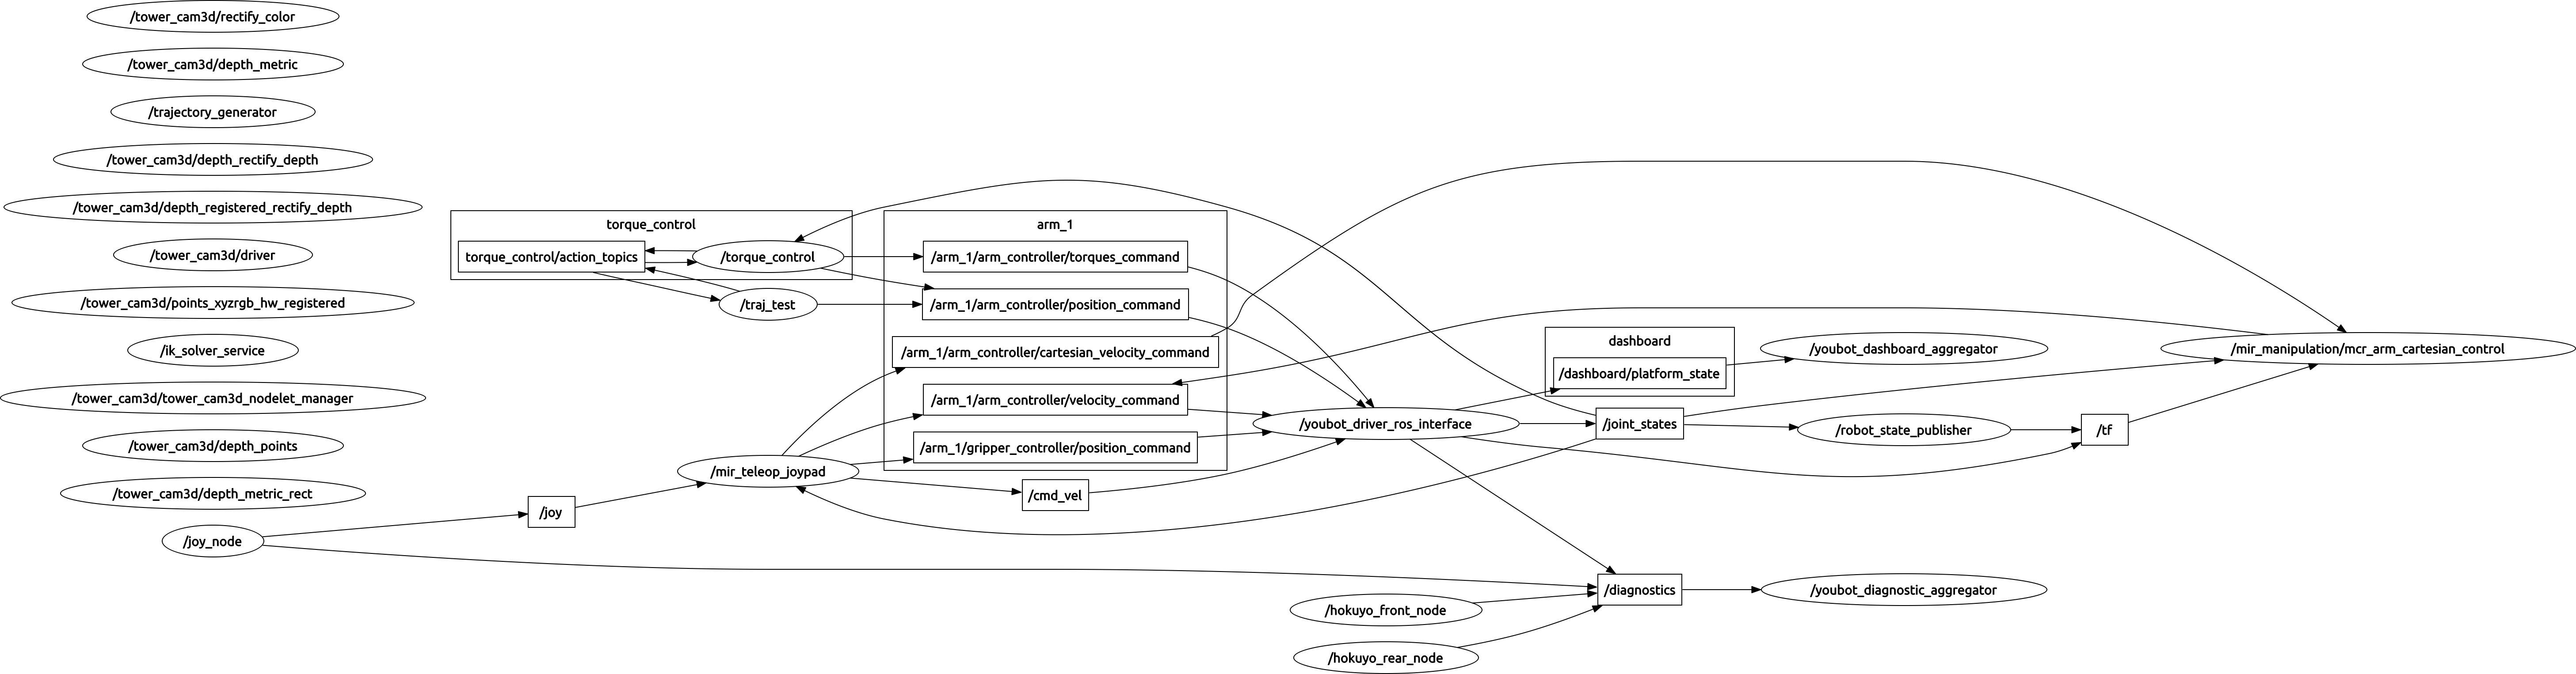 /tower_cam3d/rectify_color
/tower_cam3d/depth_metric
/trajectory_generator
/tower_cam3d/depth_rectify_depth
/tower_cam3d/depth_registered_rectify_depth
/tower_cam3d/driver
/tower_cam3d/points_xyzrgb_hw_registered
/ik_solver_service
/tower_cam3d/tower_cam3d_nodelet_manager
/tower_cam3d/depth_points
/tower_cam3d/depth_metric_rect
/joy_node
/joy
torque_control
torque_control/action_topics
/torque_control
/traj_test
/mir_teleop_joypad
arm_1
/arm_1/arm_controller/torques_command
/arm_1/arm_controller/position_command
/arm_1/arm_controller/cartesian_velocity_command
/arm_1/arm_controller/velocity_command
/arm_1/gripper_controller/position_command
/cmd_vel
/youbot_driver_ros_interface
/hokuyo_front_node
/hokuyo_rear_node
dashboard
/dashboard/platform_state
/joint_states
/diagnostics
/youbot_dashboard_aggregator
/robot_state_publisher
/youbot_diagnostic_aggregator
/tf
/mir_manipulation/mcr_arm_cartesian_control